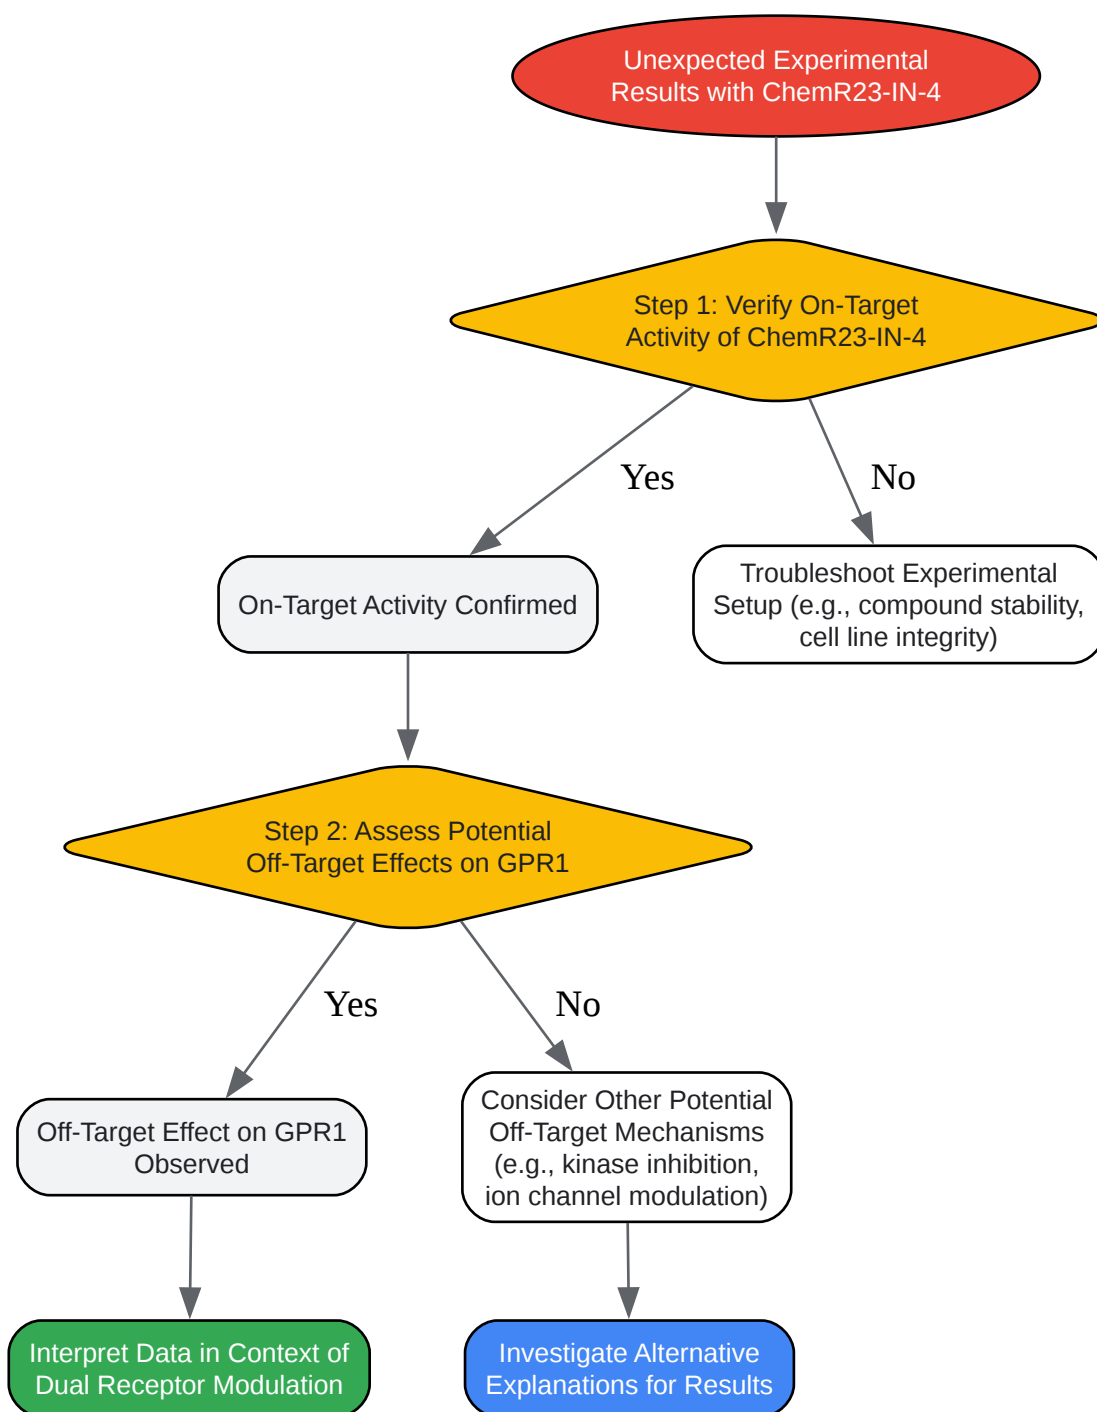 Unexpected Experimental
Results with ChemR23-IN-4
Step 1: Verify On-Target
Activity of ChemR23-IN-4
Yes
No
On-Target Activity Confirmed
Troubleshoot Experimental
Setup (e.g., compound stability,
cell line integrity)
Step 2: Assess Potential
Off-Target Effects on GPR1
Yes
No
Off-Target Effect on GPR1
Observed
Consider Other Potential
Off-Target Mechanisms
(e.g., kinase inhibition,
ion channel modulation)
Interpret Data in Context of
Dual Receptor Modulation
Investigate Alternative
Explanations for Results